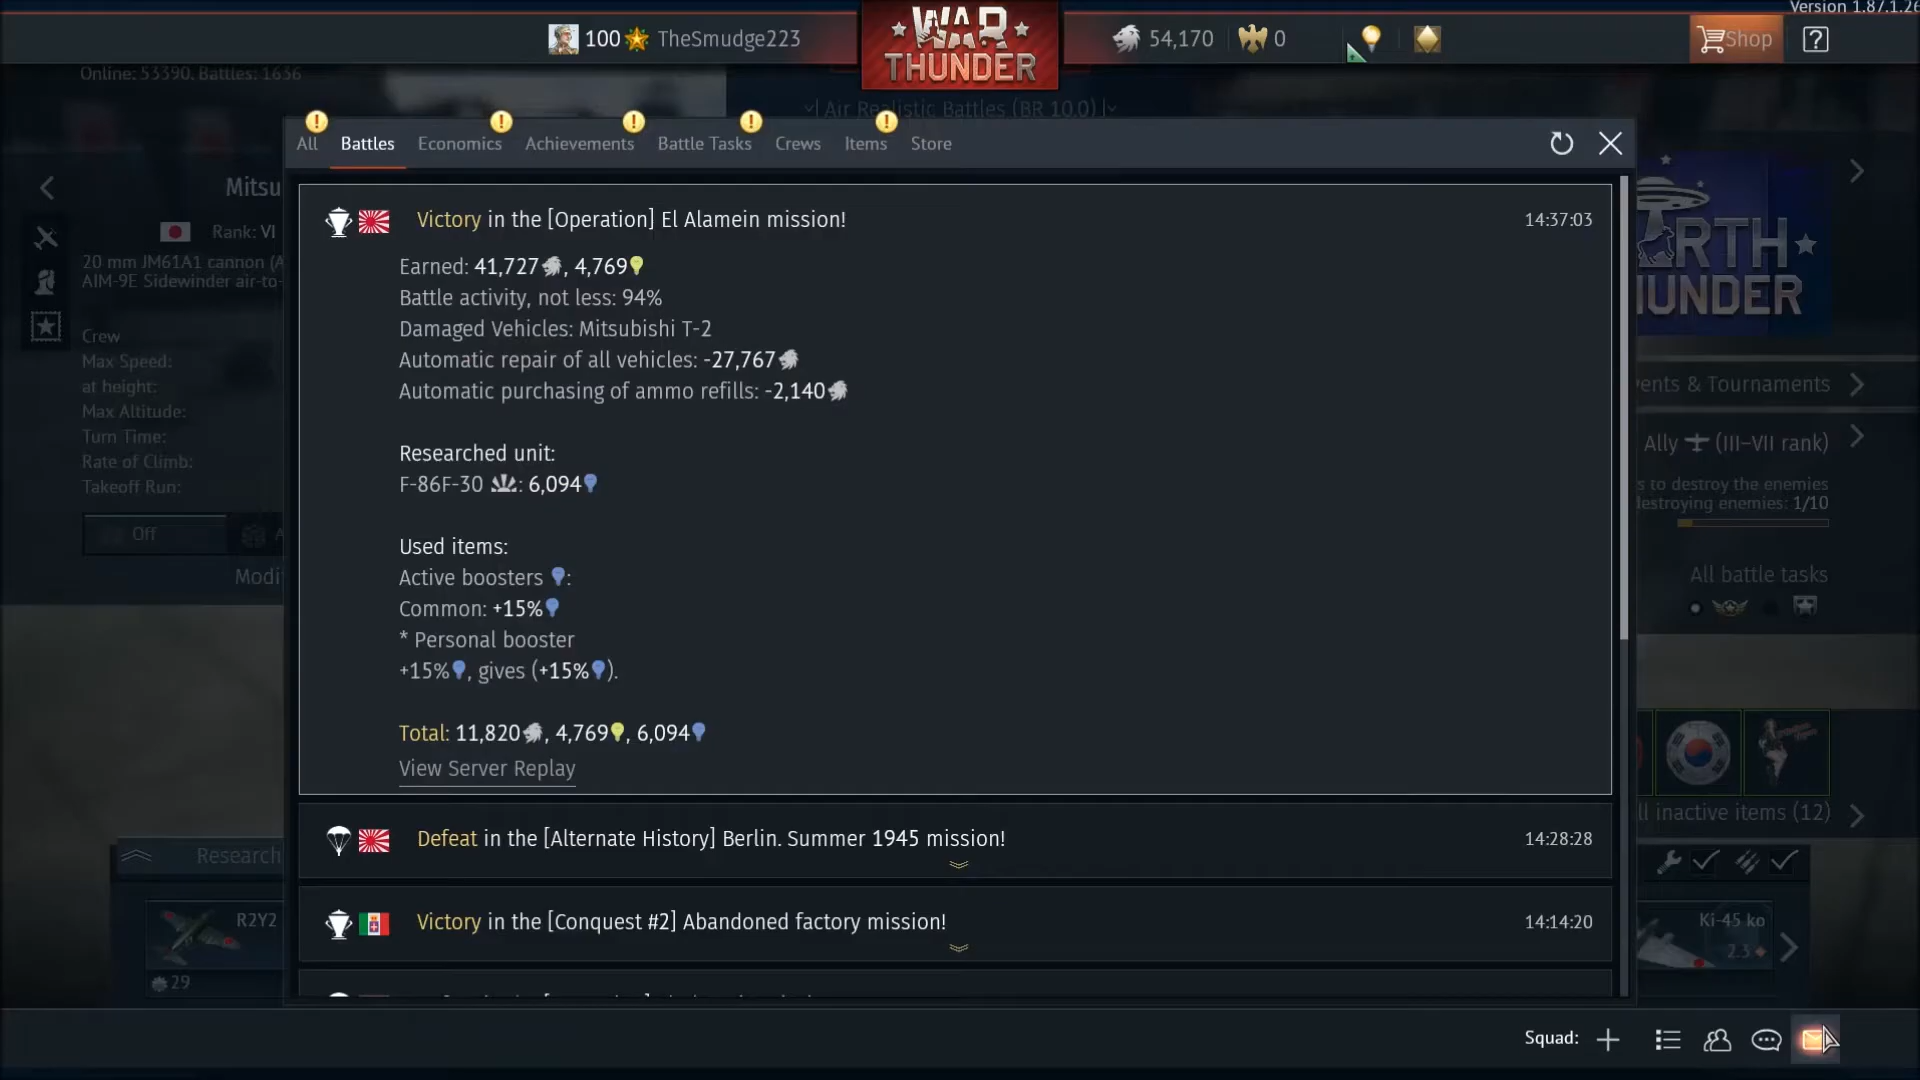 Version 1.87.1.26
100 TheSmudge223
WAR THUNDER
54,170
0
Shop
?
Online: 53390. Battles: 1636
Air Realistic Battles (BR 10.0)
All
Battles
Economics
Achievements
Battle Tasks
Crews
Items
Store
Mitsu
Rank: VI
20 mm JM61A1 cannon (A
AIM-9E Sidewinder air-to-
Crew
Max Speed:
at height:
Max Altitude:
Turn Time:
Rate of Climb:
Takeoff Run:
Off
Modi
Victory in the [Operation] El Alamein mission!
14:37:03
Earned: 41,727, 4,769
Battle activity, not less: 94%
Damaged Vehicles: Mitsubishi T-2
Automatic repair of all vehicles: -27,767
Automatic purchasing of ammo refills: -2,140
Researched unit:
F-86F-30 : 6,094
Used items:
Active boosters :
Common: +15%
* Personal booster
+15%, gives (+15%).
Total: 11,820, 4,769, 6,094
View Server Replay
Defeat in the [Alternate History] Berlin. Summer 1945 mission!
14:28:28
Victory in the [Conquest #2] Abandoned factory mission!
14:14:20
RTH
UNDER
ents & Tournaments
Ally (III–VII rank)
s to destroy the enemies
estroying enemies: 1/10
All battle tasks
ll inactive items (12)
Research
R2Y2
29
Ki-45 ko
2.3
Squad: